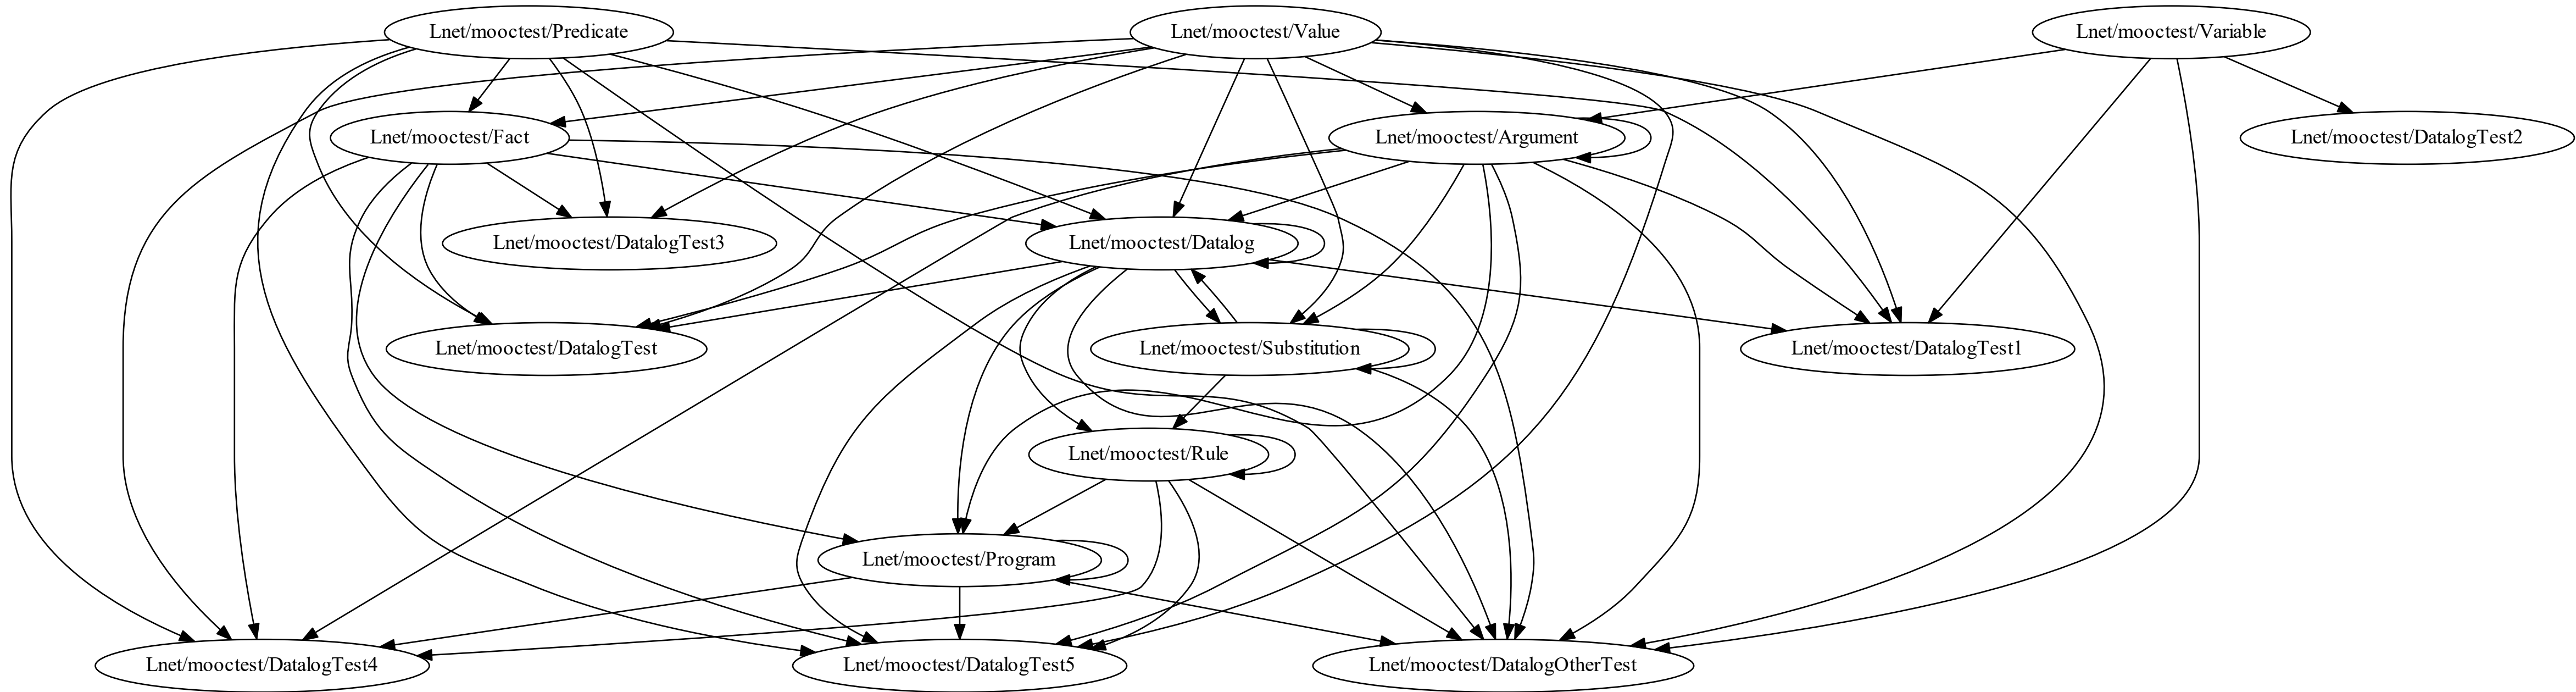 Lnet/mooctest/Predicate
Lnet/mooctest/Value
Lnet/mooctest/Variable
Lnet/mooctest/Fact
Lnet/mooctest/Argument
Lnet/mooctest/DatalogTest2
Lnet/mooctest/DatalogTest3
Lnet/mooctest/Datalog
Lnet/mooctest/DatalogTest
Lnet/mooctest/Substitution
Lnet/mooctest/DatalogTest1
Lnet/mooctest/Rule
Lnet/mooctest/Program
Lnet/mooctest/DatalogTest4
Lnet/mooctest/DatalogTest5
Lnet/mooctest/DatalogOtherTest